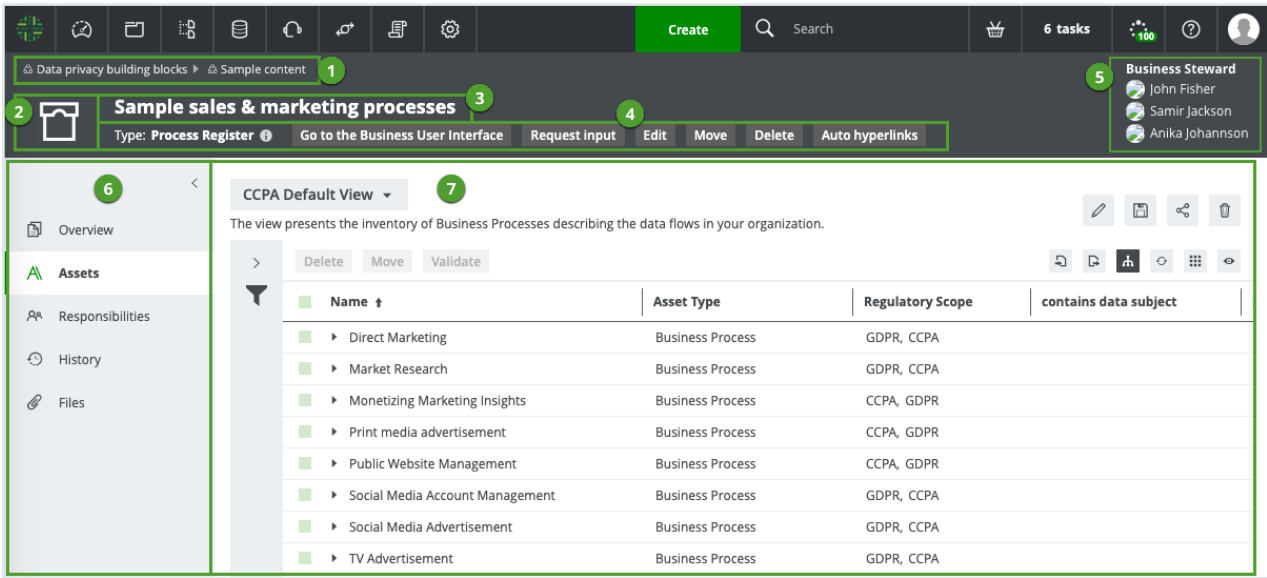 Create
Search
6 tasks
100
Data privacy building blocks
Sample content
1
5
Business Steward
John Fisher
Samir Jackson
Anika Johannson
2
Sample sales & marketing processes
3
4
Type: Process Register
Go to the Business User Interface
Request input
Edit
Move
Delete
Auto hyperlinks
6
Overview
Assets
Responsibilities
History
Files
CCPA Default View
7
The view presents the inventory of Business Processes describing the data flows in your organization.
Delete
Move
Validate
Name
Asset Type
Regulatory Scope
contains data subject
Direct Marketing
Business Process
GDPR, CCPA
Market Research
Business Process
GDPR, CCPA
Monetizing Marketing Insights
Business Process
CCPA, GDPR
Print media advertisement
Business Process
CCPA, GDPR
Public Website Management
Business Process
CCPA, GDPR
Social Media Account Management
Business Process
GDPR, CCPA
Social Media Advertisement
Business Process
GDPR, CCPA
TV Advertisement
Business Process
GDPR, CCPA